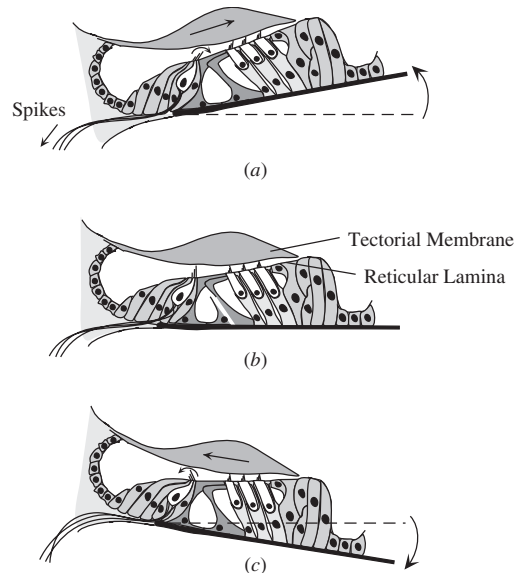 Spikes
(a)
Tectorial Membrane
Reticular Lamina
(b)
(c)